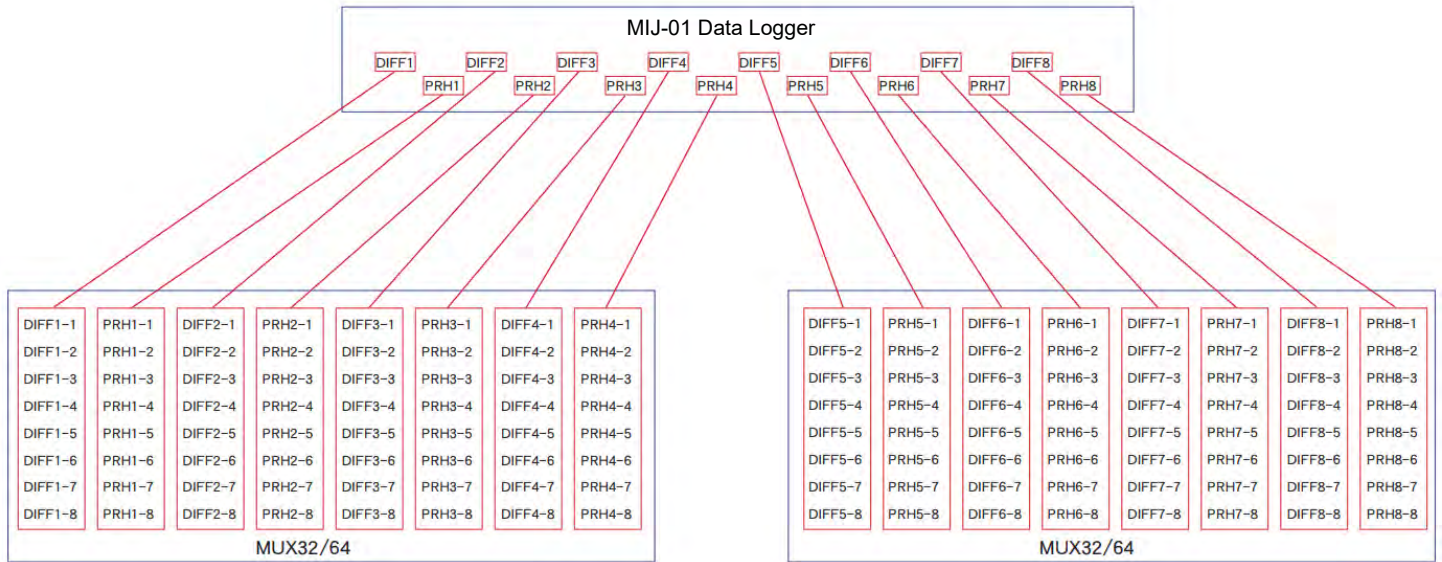 MIJ-01 Data Logger
DIFF1 DIFF2 DIFF3 DIFF4 DIFF5 DIFF6 DIFF7 DIFF8
PRH1 PRH2 PRH3 PRH4 PRH5 PRH6 PRH7 PRH8
DIFF1-1 PRH1-1 DIFF2-1 PRH2-1 DIFF3-1 PRH3-1 DIFF4-1 PRH4-1
DIFF1-2 PRH1-2 DIFF2-2 PRH2-2 DIFF3-2 PRH3-2 DIFF4-2 PRH4-2
DIFF1-3 PRH1-3 DIFF2-3 PRH2-3 DIFF3-3 PRH3-3 DIFF4-3 PRH4-3
DIFF1-4 PRH1-4 DIFF2-4 PRH2-4 DIFF3-4 PRH3-4 DIFF4-4 PRH4-4
DIFF1-5 PRH1-5 DIFF2-5 PRH2-5 DIFF3-5 PRH3-5 DIFF4-5 PRH4-5
DIFF1-6 PRH1-6 DIFF2-6 PRH2-6 DIFF3-6 PRH3-6 DIFF4-6 PRH4-6
DIFF1-7 PRH1-7 DIFF2-7 PRH2-7 DIFF3-7 PRH3-7 DIFF4-7 PRH4-7
DIFF1-8 PRH1-8 DIFF2-8 PRH2-8 DIFF3-8 PRH3-8 DIFF4-8 PRH4-8
MUX32/64
DIFF5-1 PRH5-1 DIFF6-1 PRH6-1 DIFF7-1 PRH7-1 DIFF8-1 PRH8-1
DIFF5-2 PRH5-2 DIFF6-2 PRH6-2 DIFF7-2 PRH7-2 DIFF8-2 PRH8-2
DIFF5-3 PRH5-3 DIFF6-3 PRH6-3 DIFF7-3 PRH7-3 DIFF8-3 PRH8-3
DIFF5-4 PRH5-4 DIFF6-4 PRH6-4 DIFF7-4 PRH7-4 DIFF8-4 PRH8-4
DIFF5-5 PRH5-5 DIFF6-5 PRH6-5 DIFF7-5 PRH7-5 DIFF8-5 PRH8-5
DIFF5-6 PRH5-6 DIFF6-6 PRH6-6 DIFF7-6 PRH7-6 DIFF8-6 PRH8-6
DIFF5-7 PRH5-7 DIFF6-7 PRH6-7 DIFF7-7 PRH7-7 DIFF8-7 PRH8-7
DIFF5-8 PRH5-8 DIFF6-8 PRH6-8 DIFF7-8 PRH7-8 DIFF8-8 PRH8-8
MUX32/64